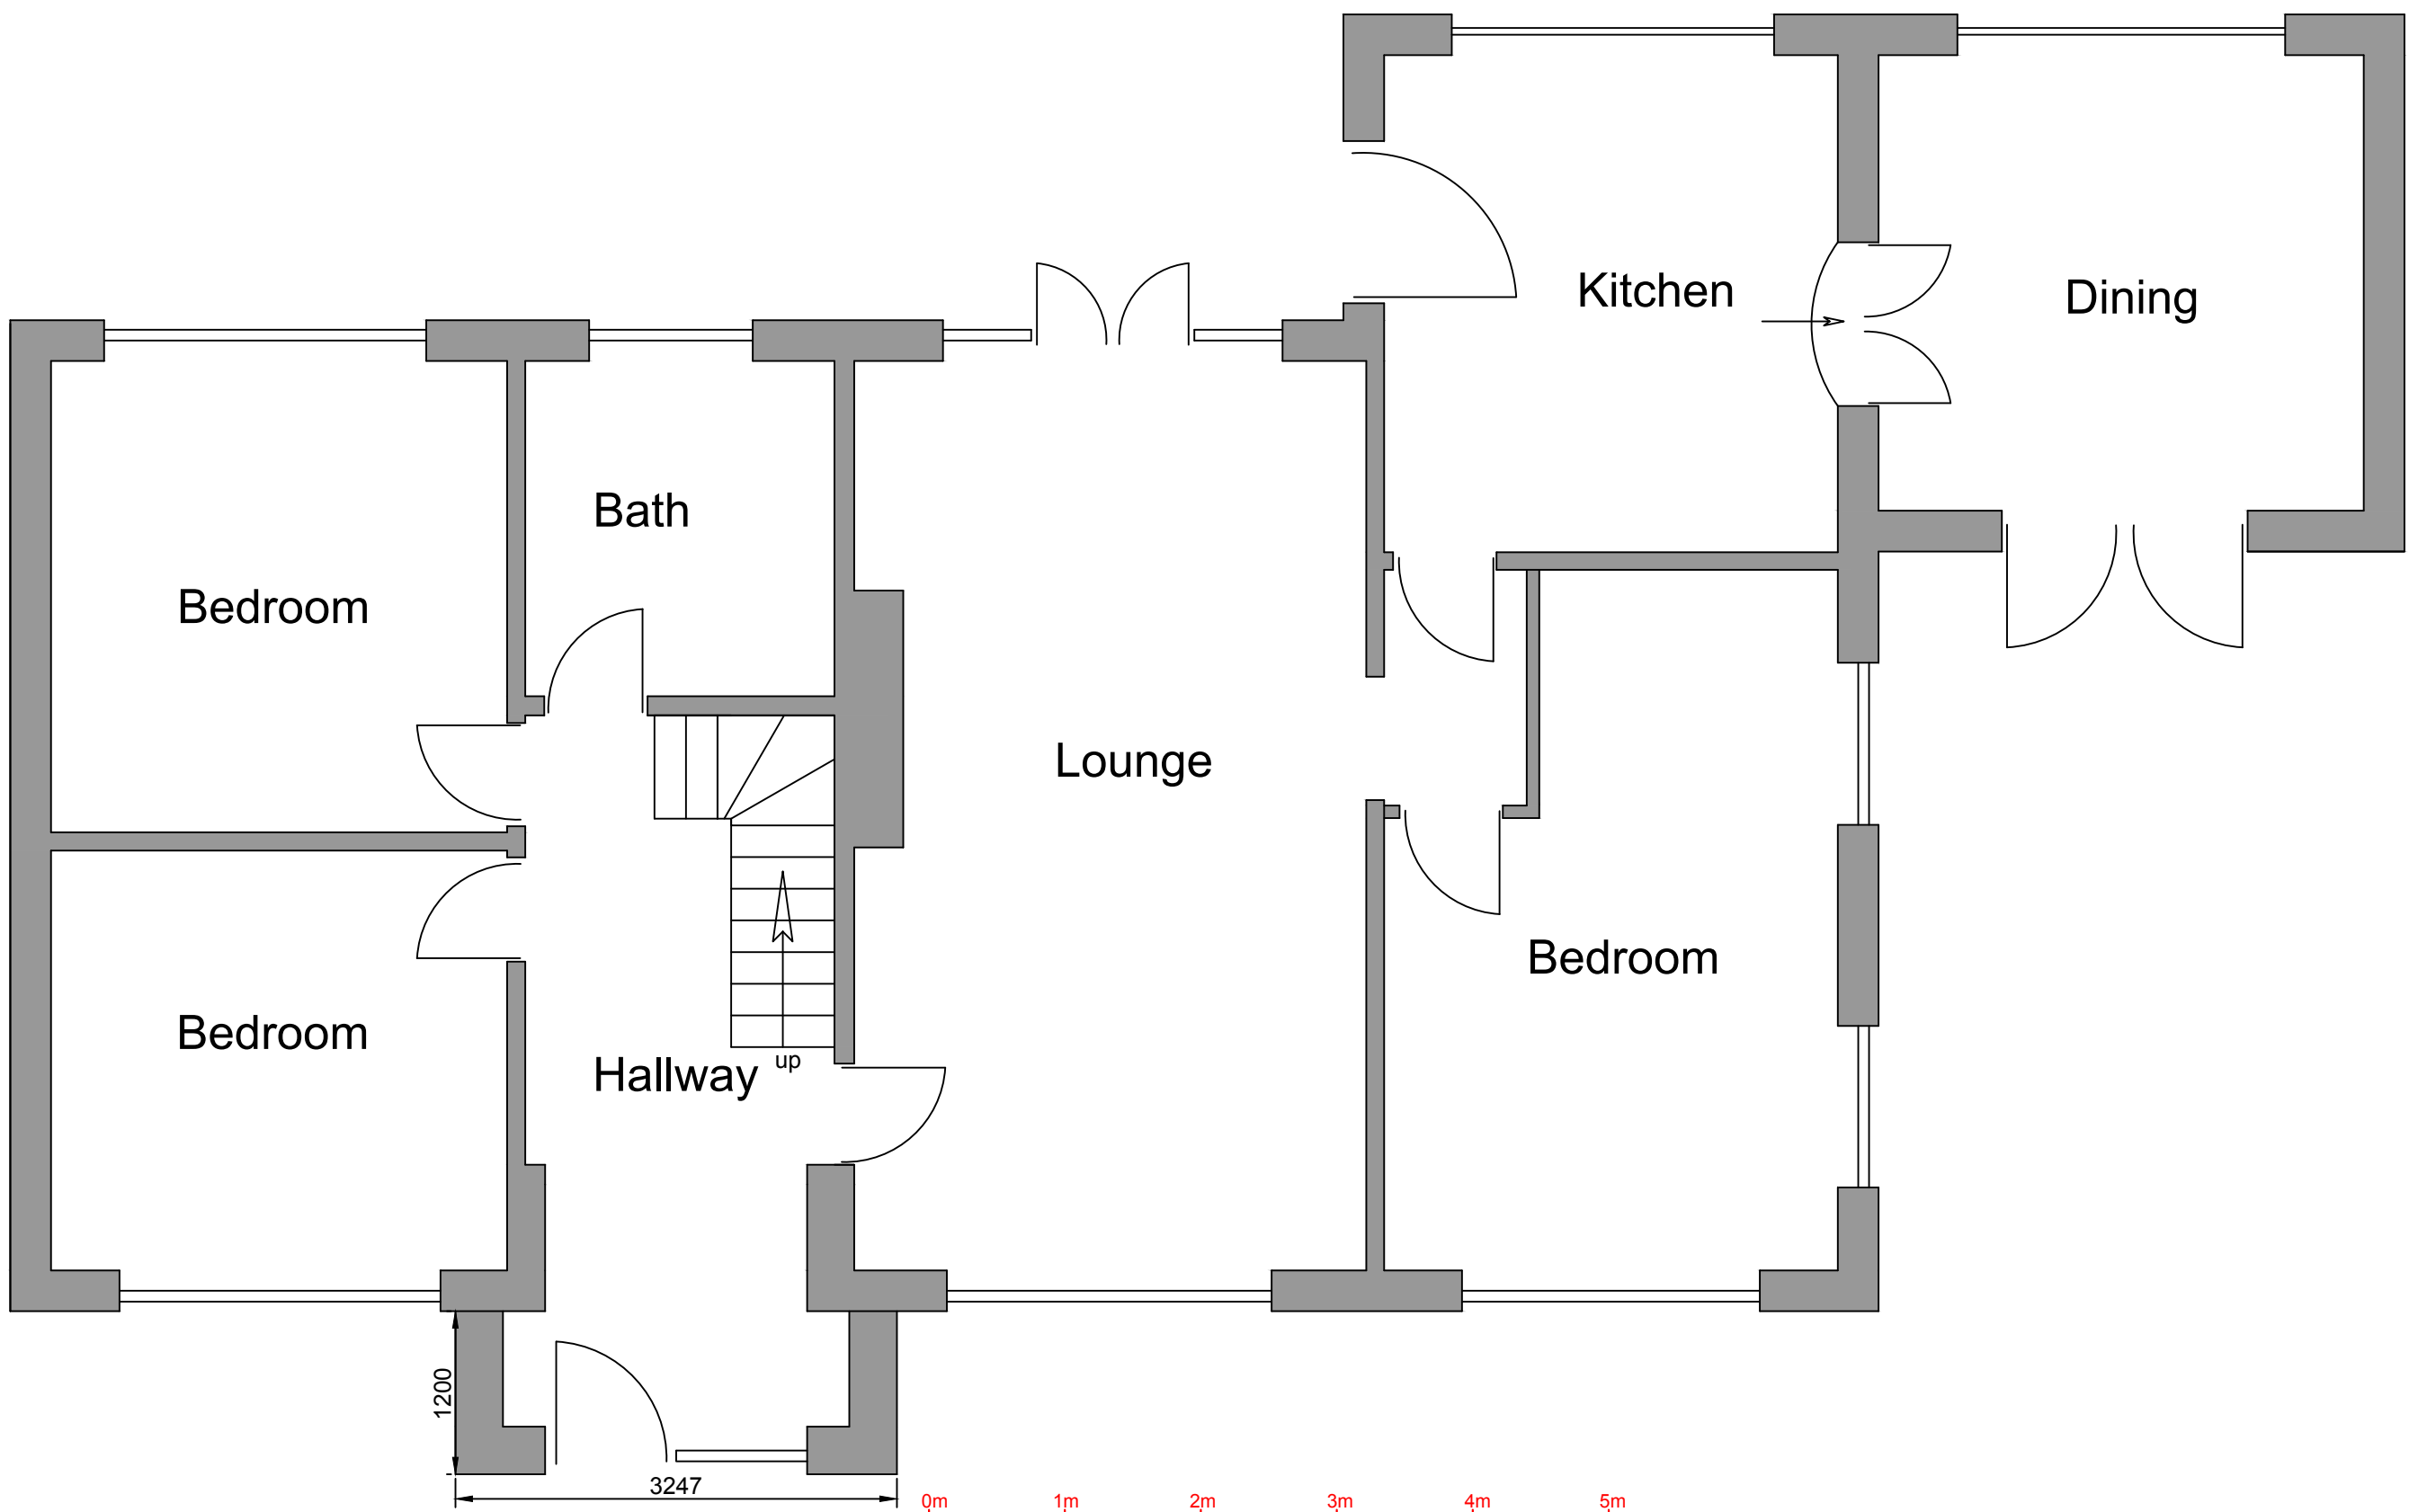 Kitchen
Dining
Bath
Bedroom
Lounge
Bedroom
Bedroom
Hallway
up
1200
3247
0m 1m 2m 3m 4m 5m